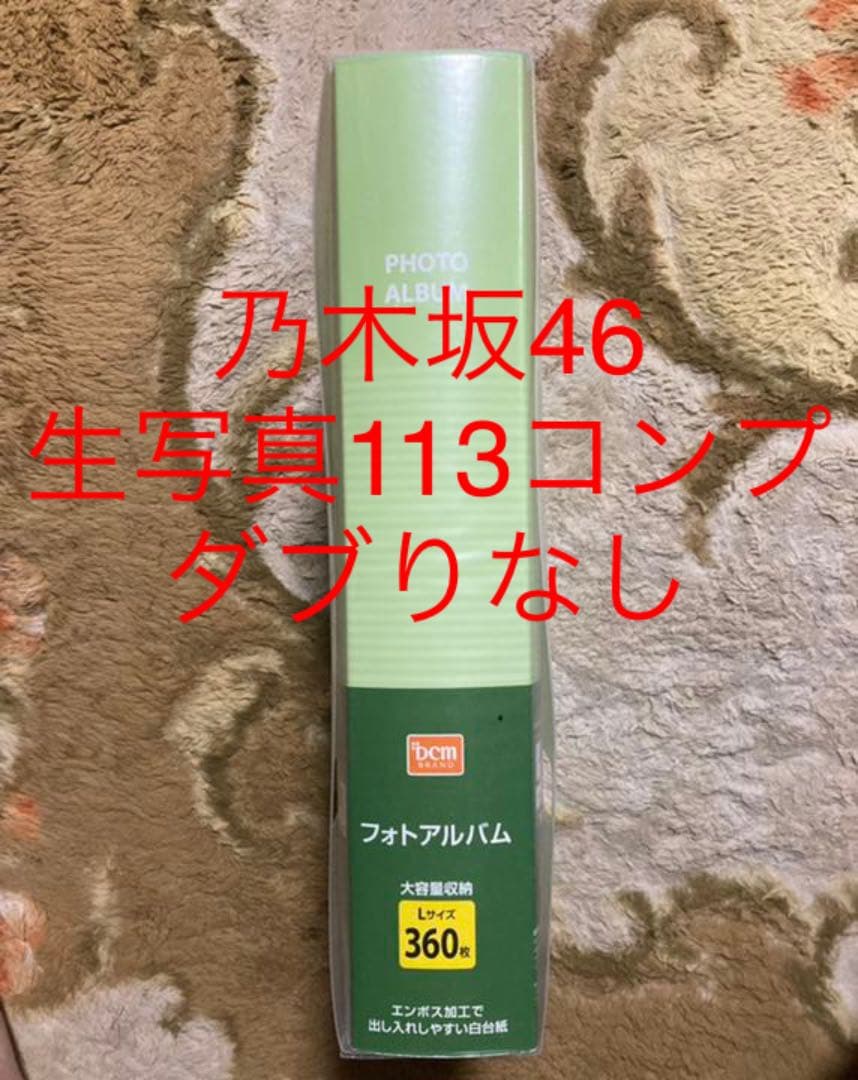 PHOTO
ALBUM
乃木坂46
生写真113コンプ
ダブりなし
DCM
BRAND
フォトアルバム
大容量収納
Lサイズ
360枚
エンボス加工で
出し入れしやすい白台紙